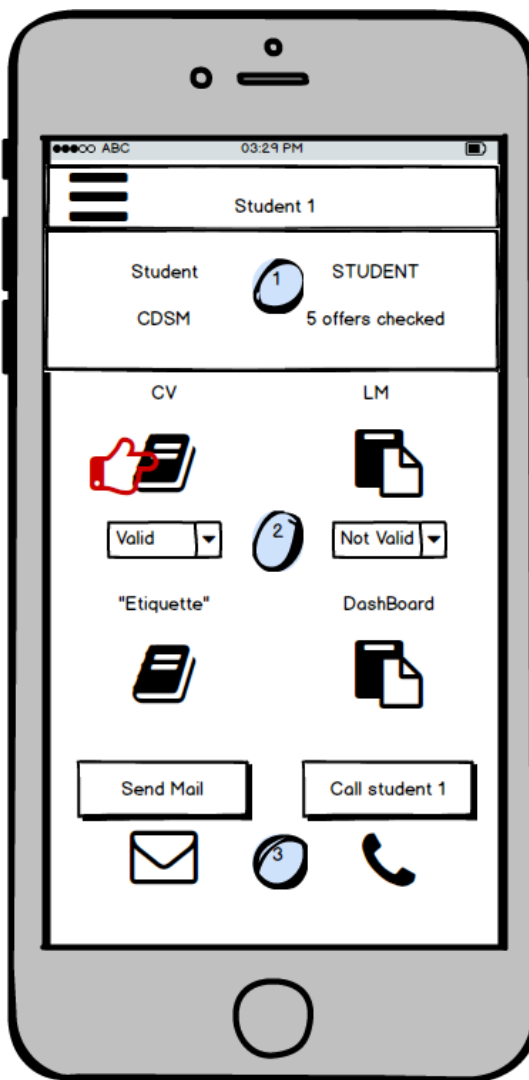 ABC 03:29 PM
Student 1
Student 1 STUDENT
CDSM 5 offers checked
CV LM
Valid 2 Not Valid
"Etiquette" DashBoard
Send Mail Call student 1
3